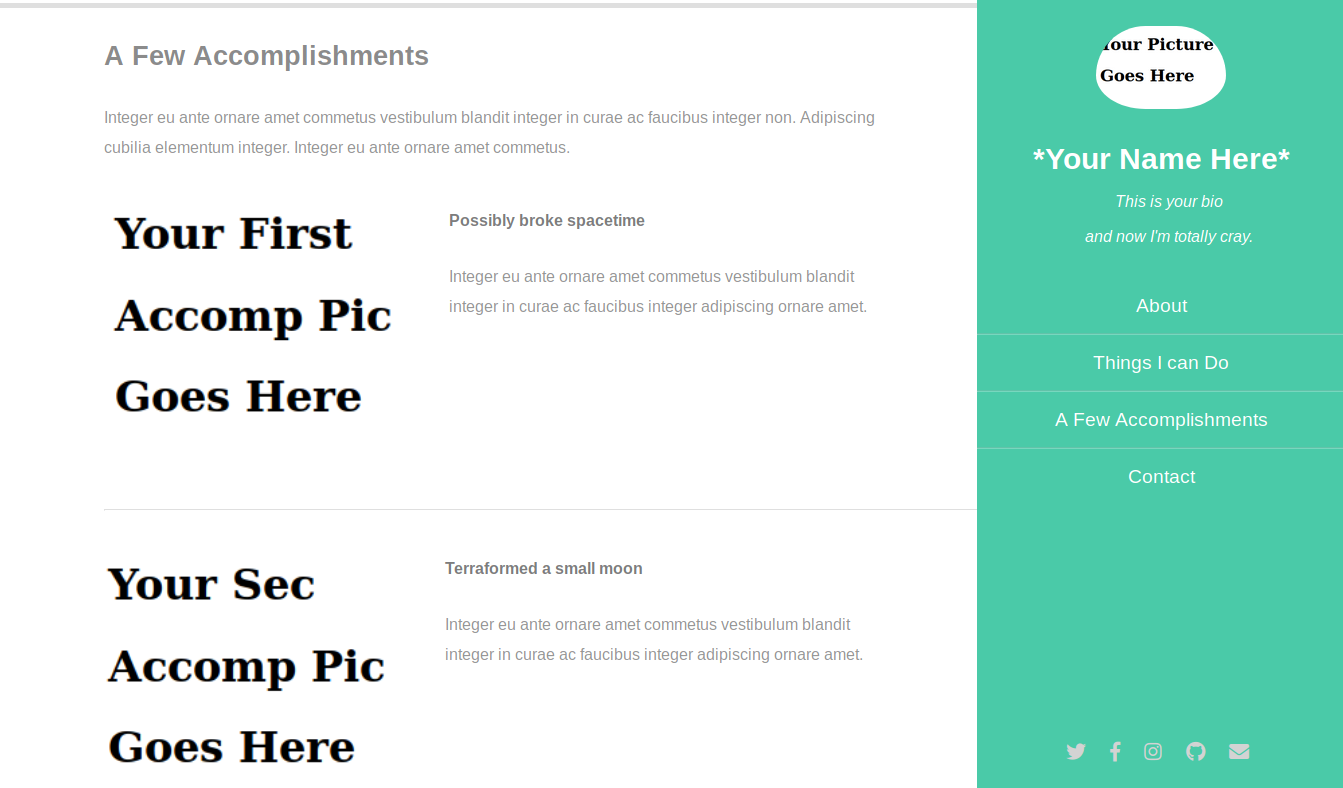 A Few Accomplishments
Integer eu ante ornare amet commetus vestibulum blandit integer in curae ac faucibus integer non. Adipiscing
cubilia elementum integer. Integer eu ante ornare amet commetus.
Your First
Accomp Pic
Goes Here
Possibly broke spacetime
Integer eu ante ornare amet commetus vestibulum blandit
integer in curae ac faucibus integer adipiscing ornare amet.
Your Sec
Accomp Pic
Goes Here
Terraformed a small moon
Integer eu ante ornare amet commetus vestibulum blandit
integer in curae ac faucibus integer adipiscing ornare amet.
Your Picture
Goes Here
*Your Name Here*
This is your bio
and now I'm totally cray.
About
Things I can Do
A Few Accomplishments
Contact